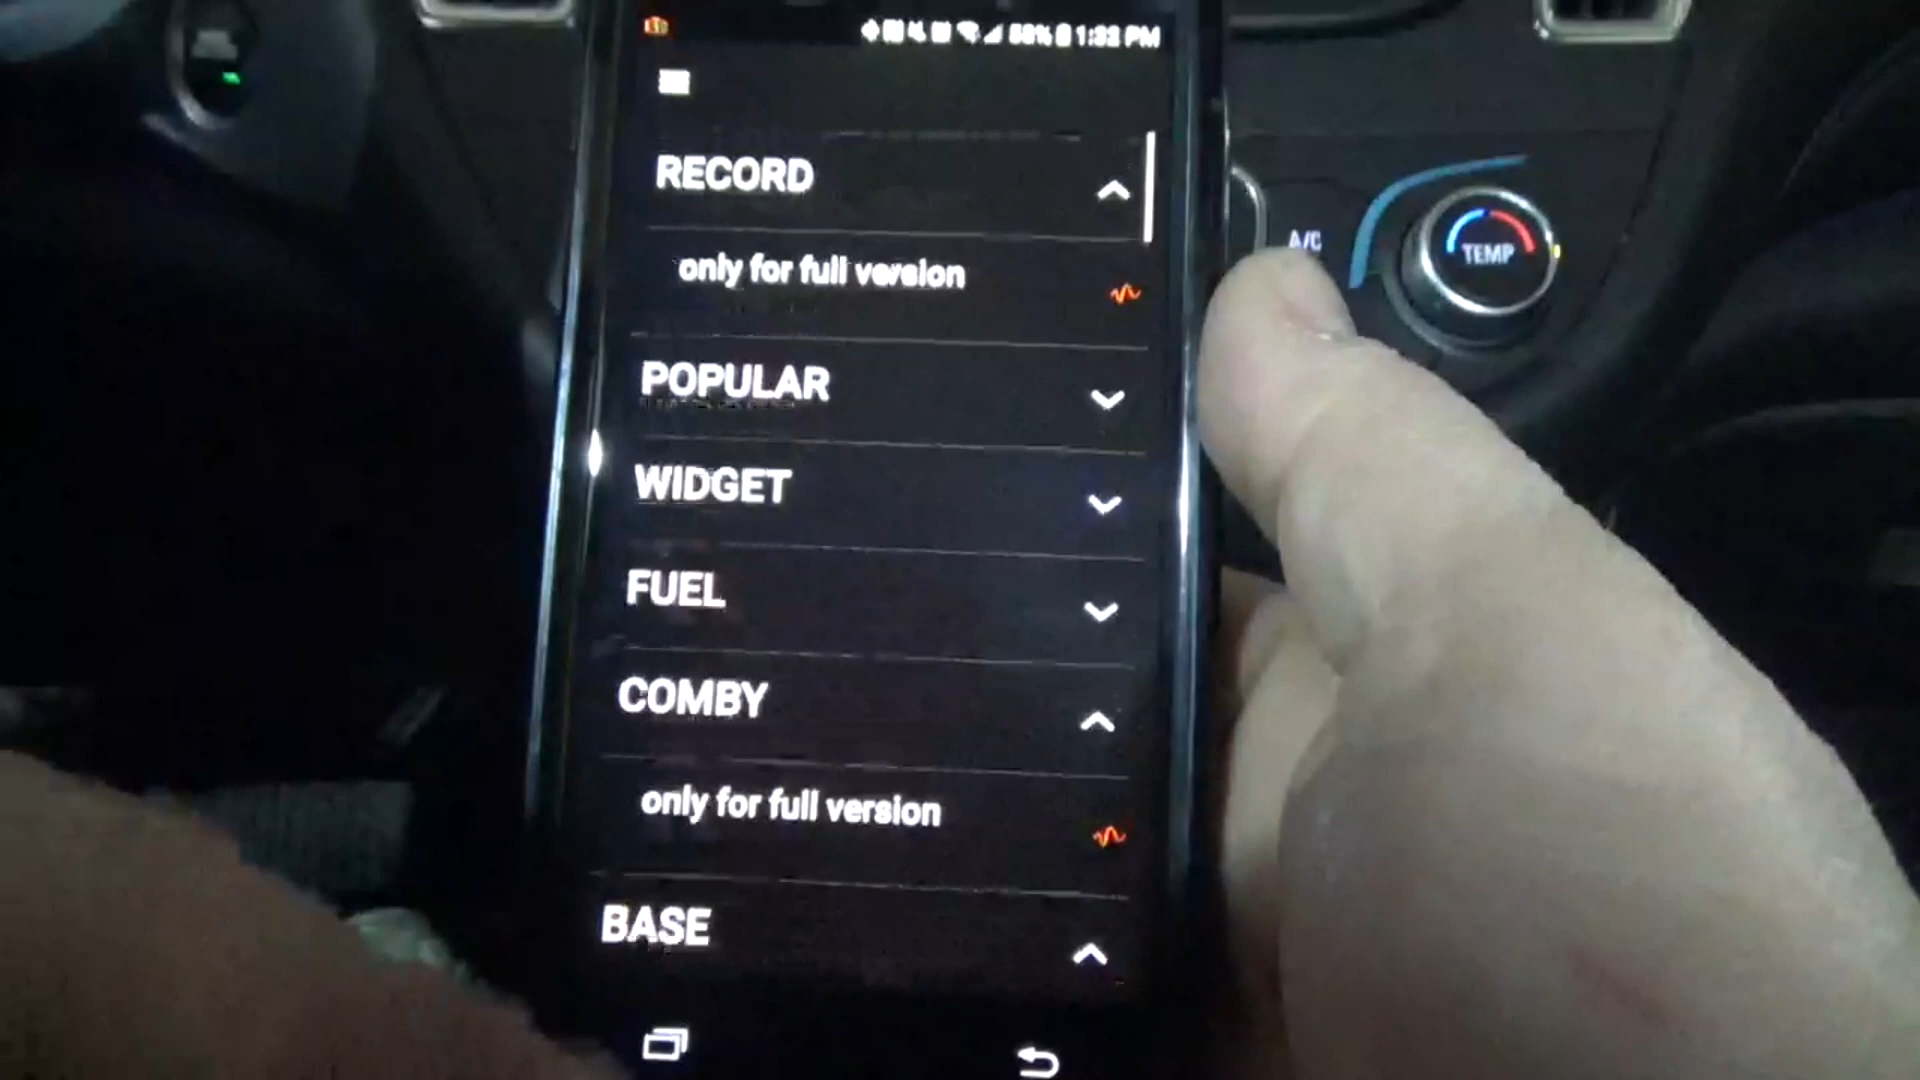 1:32 PM
RECORD
only for full version
POPULAR
WIDGET
FUEL
COMBY
only for full version
BASE
A/C
TEMP